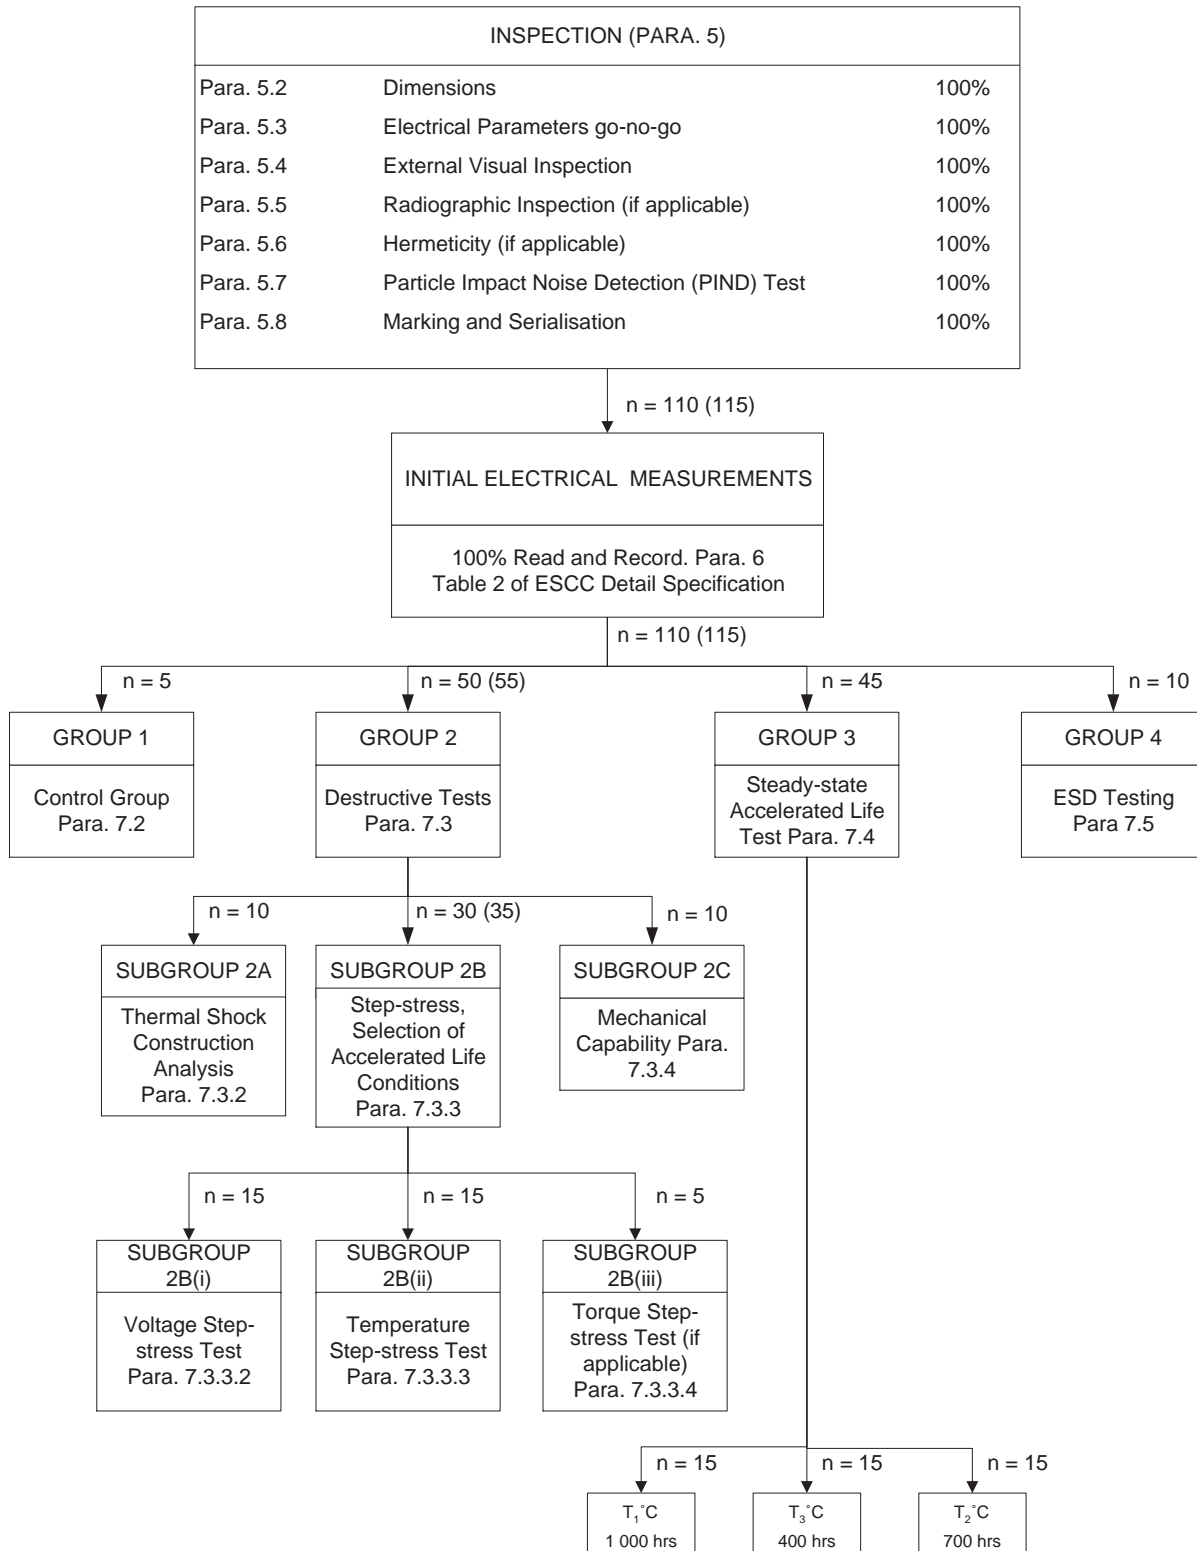 INSPECTION (PARA. 5)
Para. 5.2 Dimensions 100%
Para. 5.3 Electrical Parameters go-no-go 100%
Para. 5.4 External Visual Inspection 100%
Para. 5.5 Radiographic Inspection (if applicable) 100%
Para. 5.6 Hermeticity (if applicable) 100%
Para. 5.7 Particle Impact Noise Detection (PIND) Test 100%
Para. 5.8 Marking and Serialisation 100%
n = 110 (115)
INITIAL ELECTRICAL MEASUREMENTS
100% Read and Record. Para. 6
Table 2 of ESCC Detail Specification
n = 110 (115)
n = 5
n = 50 (55)
n = 45
n = 10
GROUP 1
Control Group
Para. 7.2
GROUP 2
Destructive Tests
Para. 7.3
GROUP 3
Steady-state
Accelerated Life
Test Para. 7.4
GROUP 4
ESD Testing
Para 7.5
n = 10
n = 30 (35)
n = 10
SUBGROUP 2A
Thermal Shock
Construction
Analysis
Para. 7.3.2
SUBGROUP 2B
Step-stress,
Selection of
Accelerated Life
Conditions
Para. 7.3.3
SUBGROUP 2C
Mechanical
Capability Para.
7.3.4
n = 15
n = 15
n = 5
SUBGROUP
2B(i)
Voltage Step-
stress Test
Para. 7.3.3.2
SUBGROUP
2B(ii)
Temperature
Step-stress Test
Para. 7.3.3.3
SUBGROUP
2B(iii)
Torque Step-
stress Test (if
applicable)
Para. 7.3.3.4
n = 15
n = 15
n = 15
T₁°C
1 000 hrs
T₃°C
400 hrs
T₂°C
700 hrs